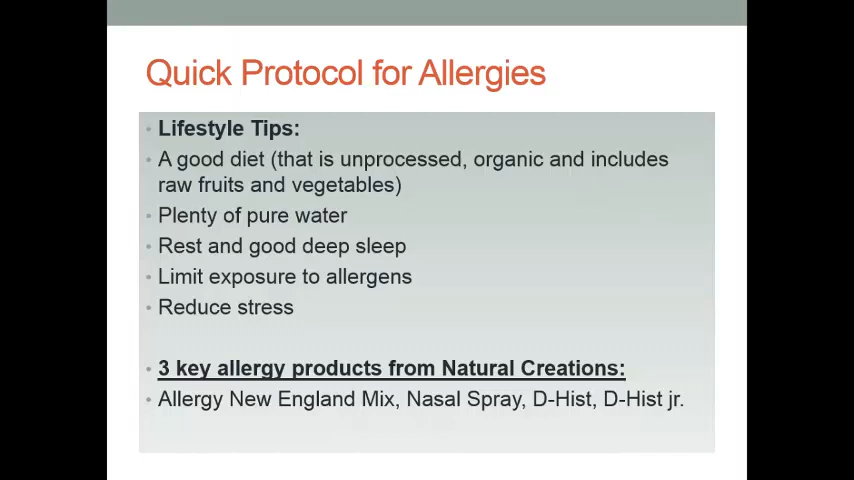 Quick Protocol for Allergies
• Lifestyle Tips:
• A good diet (that is unprocessed, organic and includes
raw fruits and vegetables)
• Plenty of pure water
• Rest and good deep sleep
• Limit exposure to allergens
• Reduce stress
• 3 key allergy products from Natural Creations:
• Allergy New England Mix, Nasal Spray, D-Hist, D-Hist jr.